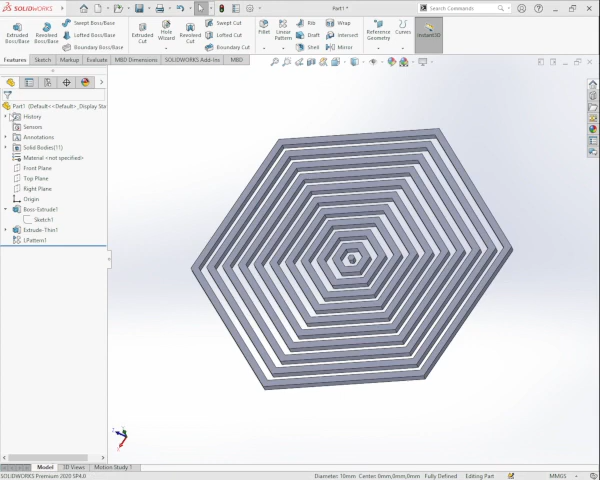 SOLIDWORKS
Part1 *
Search Commands
Extruded Boss/Base
Revolved Boss/Base
Swept Boss/Base
Lofted Boss/Base
Boundary Boss/Base
Extruded Cut
Hole Wizard
Revolved Cut
Swept Cut
Lofted Cut
Boundary Cut
Fillet
Linear Pattern
Rib
Draft
Shell
Wrap
Intersect
Mirror
Reference Geometry
Curves
Instant3D
Features Sketch Markup Evaluate MBD Dimensions SOLIDWORKS Add-Ins MBD
Part1 (Default<<Default>_Display Sta
History
Sensors
Annotations
Solid Bodies(11)
Material <not specified>
Front Plane
Top Plane
Right Plane
Origin
Boss-Extrude1
Sketch1
Extrude-Thin1
LPattern1
Model 3D Views Motion Study 1
SOLIDWORKS Premium 2020 SP4.0 Diameter: 10mm Center: 0mm,0mm,0mm Fully Defined Editing Part MMGS